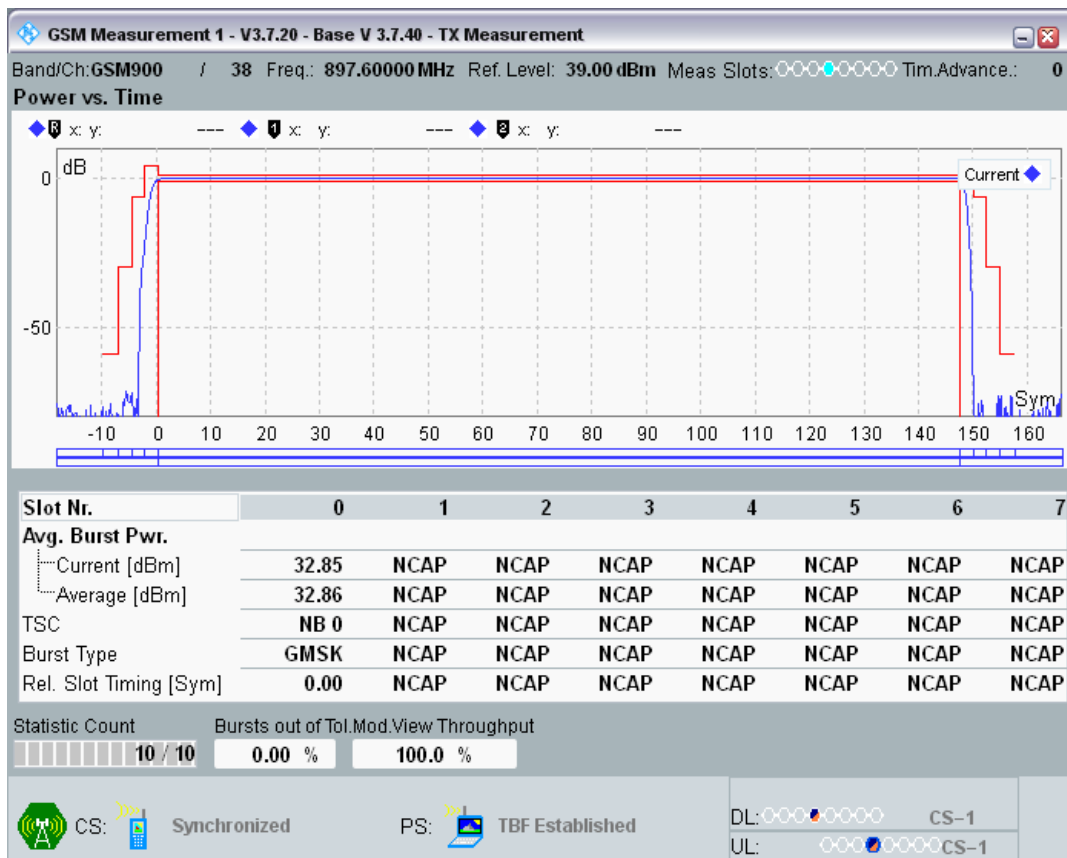 GSM Measurement 1 - V3.7.20 - Base V 3.7.40 - TX Measurement
Band/Ch:GSM900 / 38 Freq.: 897.60000 MHz Ref. Level: 39.00 dBm Meas Slots: Tim.Advance.: 0
Power vs. Time
R x: y: --- 1 x: y: --- 2 x: y: ---
dB
Current
0
-50
Sym
-10 0 10 20 30 40 50 60 70 80 90 100 110 120 130 140 150 160
Slot Nr. 0 1 2 3 4 5 6 7
Avg. Burst Pwr.
Current [dBm] 32.85 NCAP NCAP NCAP NCAP NCAP NCAP NCAP
Average [dBm] 32.86 NCAP NCAP NCAP NCAP NCAP NCAP NCAP
TSC NB 0 NCAP NCAP NCAP NCAP NCAP NCAP NCAP
Burst Type GMSK NCAP NCAP NCAP NCAP NCAP NCAP NCAP
Rel. Slot Timing [Sym] 0.00 NCAP NCAP NCAP NCAP NCAP NCAP NCAP
Statistic Count Bursts out of Tol.Mod.View Throughput
10 / 10 0.00 % 100.0 %
CS: Synchronized PS: TBF Established
DL: CS-1
UL: CS-1